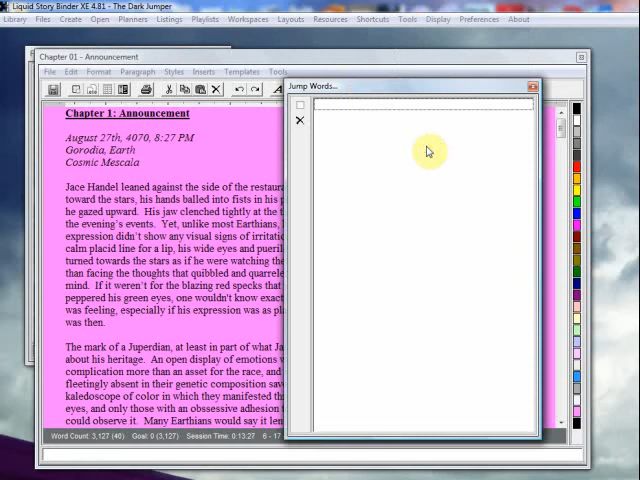 Liquid Story Binder XE 4.81 - The Dark Jumper
Library Create Open Planners Listings Playlists Workspaces Layouts Resources Shortcuts Tools Display Preferences About
Chapter 01 - Announcement
File Edit Format Paragraph Styles Inserts Templates Tools
Jump Words...
Chapter 1: Announcement
August 27th, 4070, 8:27 PM
Gorodia, Earth
Cosmic Mescala
Jace Handel leaned against the side of the restaura
toward the stars, his hands balled into fists in his p
he gazed upward. His jaw clenched tightly at the t
the evening's events. Yet, unlike most Earthians, 
expression didn't show any visual signs of irritatio
calm placid line for a lip, his wide eyes and pueril
turned towards the stars as if he were watching the
than facing the thoughts that quibbled and quarrele
mind. If it weren't for the blazing red specks that
peppered his green eyes, one wouldn't know exact
was feeling, especially if his expression was as pla
was then.
The mark of a Juperdian, at least in part of what Ja
about his heritage. An open display of emotions w
complication more than an asset for the race, and
fleetingly absent in their genetic composition save
kaleidoscope of color in which they manifested th
eyes, and only those with an obssessive adhesion t
could observe it. Many Earthians would say it len
Word Count: 3,127 (40) Goal: 0 (3,127) Session Time: 0:13:27 6 - 17